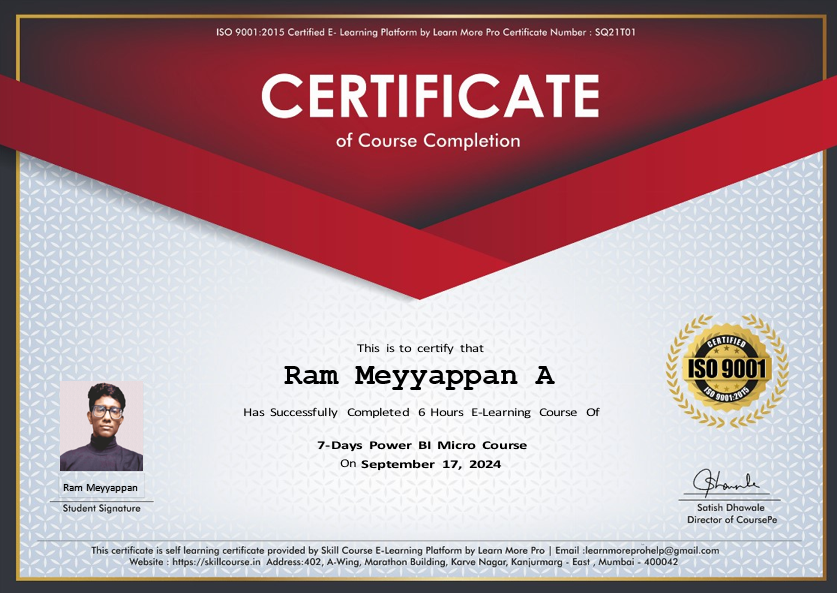 ISO 9001:2015 Certified E- Learning Platform by Learn More Pro Certificate Number : SQ21T01
CERTIFICATE
of Course Completion
This is to certify that
Ram Meyyappan A
Has Successfully Completed 6 Hours E-Learning Course Of
7-Days Power BI Micro Course
On September 17, 2024
CERTIFIED
ISO 9001
ISO 9001:2015
Ram Meyyappan
Student Signature
Satish Dhawale
Director of CoursePe
This certificate is self learning certificate provided by Skill Course E-Learning Platform by Learn More Pro | Email :learnmoreprohelp@gmail.com
Website : https://skillcourse.in Address:402, A-Wing, Marathon Building, Karve Nagar, Kanjurmarg - East , Mumbai - 400042